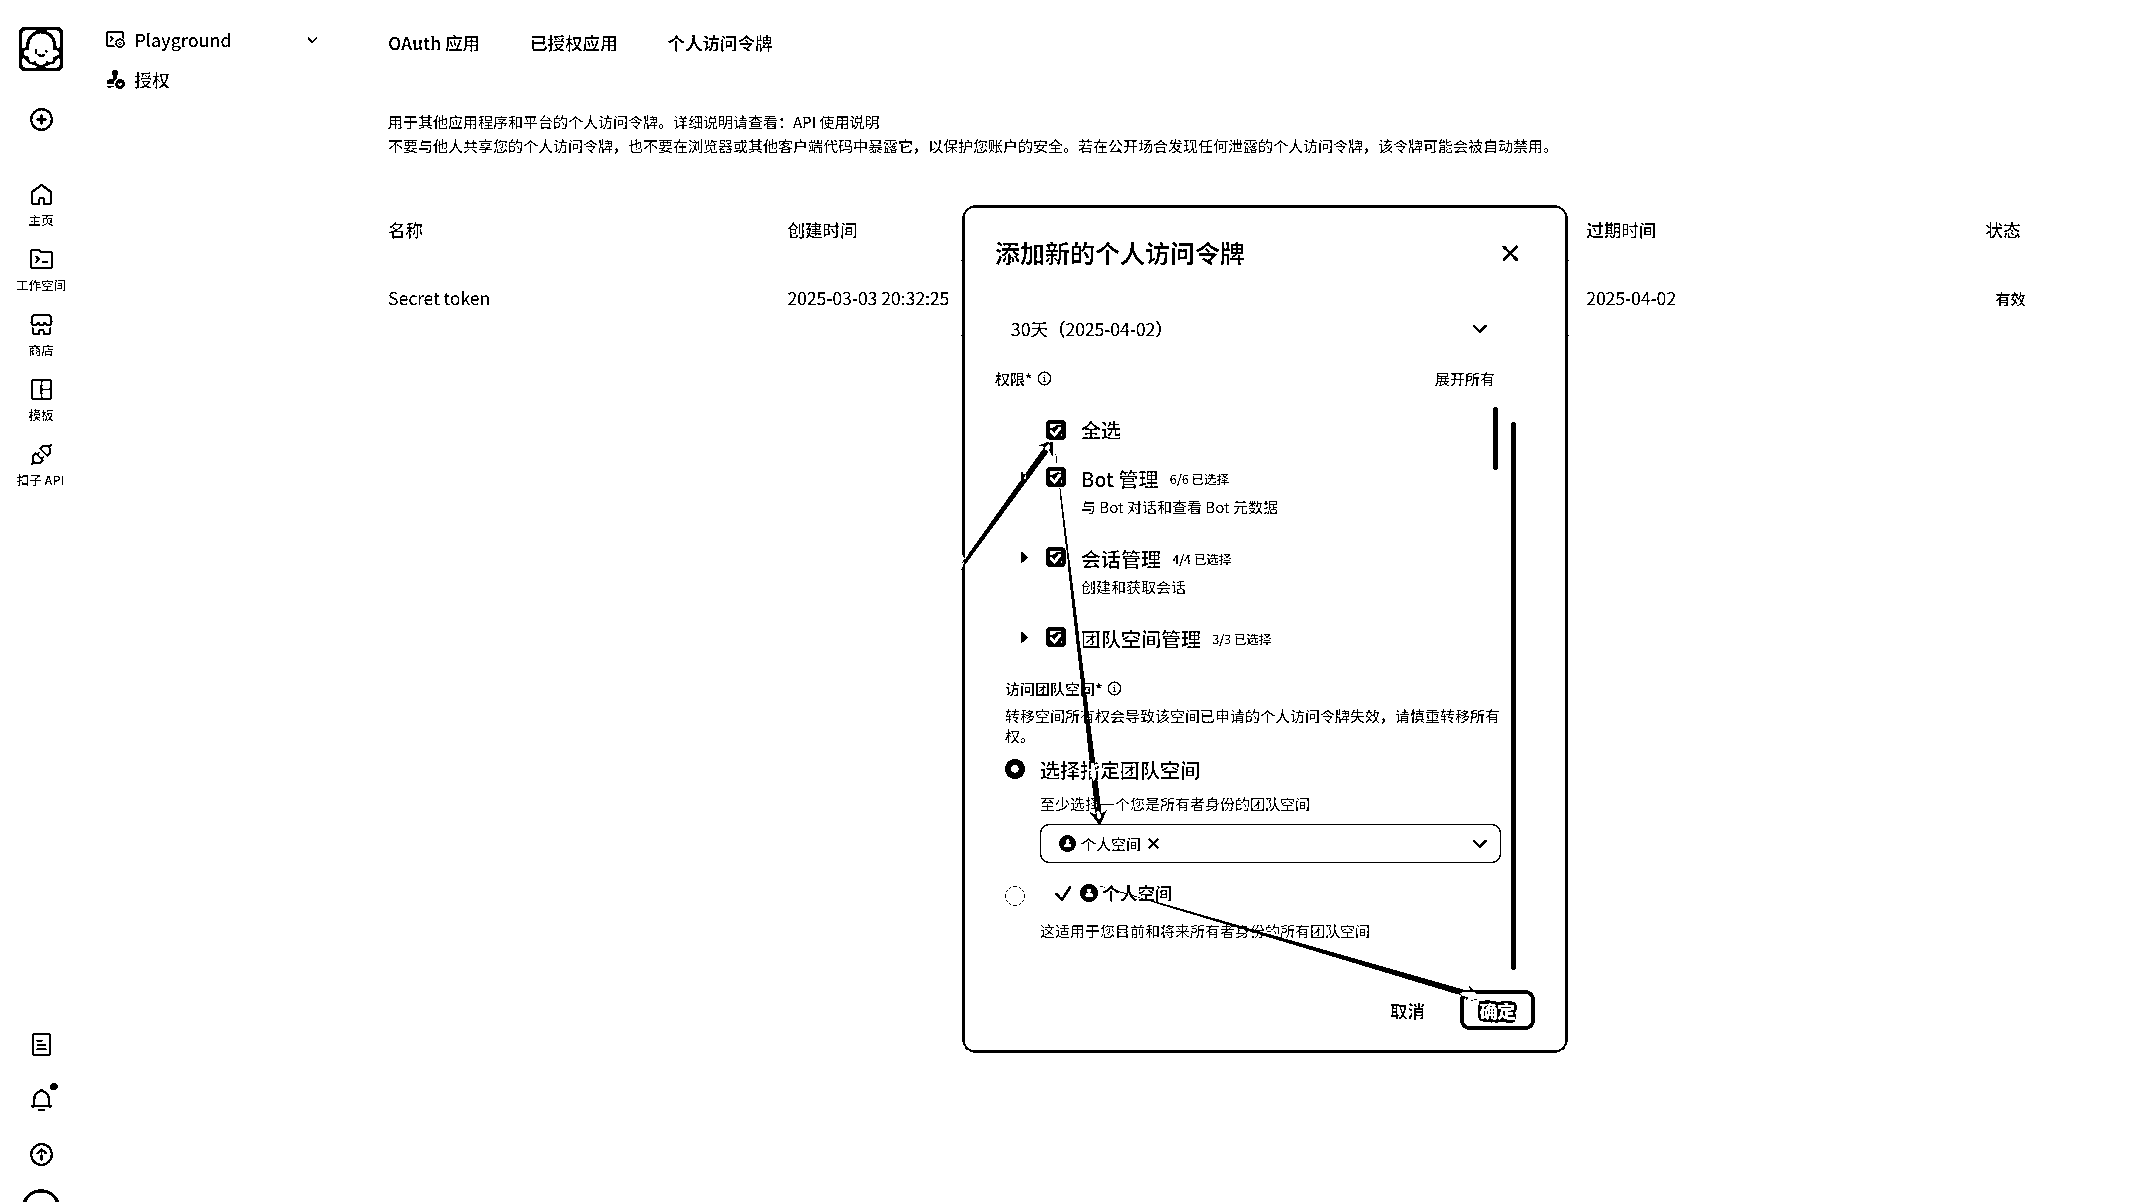 Playground
授权
主页
工作空间
商店
模板
扣子 API
OAuth 应用 已授权应用 个人访问令牌
用于其他应用程序和平台的个人访问令牌。详细说明请查看：API 使用说明
不要与他人共享您的个人访问令牌，也不要在浏览器或其他客户端代码中暴露它，以保护您账户的安全。若在公开场合发现任何泄露的个人访问令牌，该令牌可能会被自动禁用。
名称 创建时间 过期时间 状态
Secret token 2025-03-03 20:32:25 2025-04-02 有效
添加新的个人访问令牌
30天（2025-04-02）
权限* 展开所有
全选
Bot 管理 6/6 已选择
与 Bot 对话和查看 Bot 元数据
会话管理 4/4 已选择
创建和获取会话
团队空间管理 3/3 已选择
访问团队空间*
转移空间所有权会导致该空间已申请的个人访问令牌失效，请慎重转移所有
权。
选择指定团队空间
至少选择一个您是所有者身份的团队空间
个人空间
个人空间
这适用于您目前和将来所有者身份的所有团队空间
取消 确定